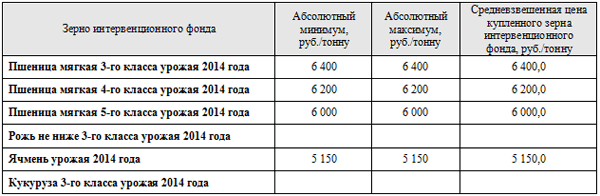 Зерно интервенционного фонда
Абсолютный
минимум,
руб./тонну
Абсолютный
максимум,
руб./тонну
Средневзвешенная цена
купленного зерна
интервенционного
фонда, руб./тонну
Пшеница мягкая 3-го класса урожая 2014 года 6 400 6 400 6 400,0
Пшеница мягкая 4-го класса урожая 2014 года 6 200 6 200 6 200,0
Пшеница мягкая 5-го класса урожая 2014 года 6 000 6 000 6 000,0
Рожь не ниже 3-го класса урожая 2014 года
Ячмень урожая 2014 года 5 150 5 150 5 150,0
Кукуруза 3-го класса урожая 2014 года